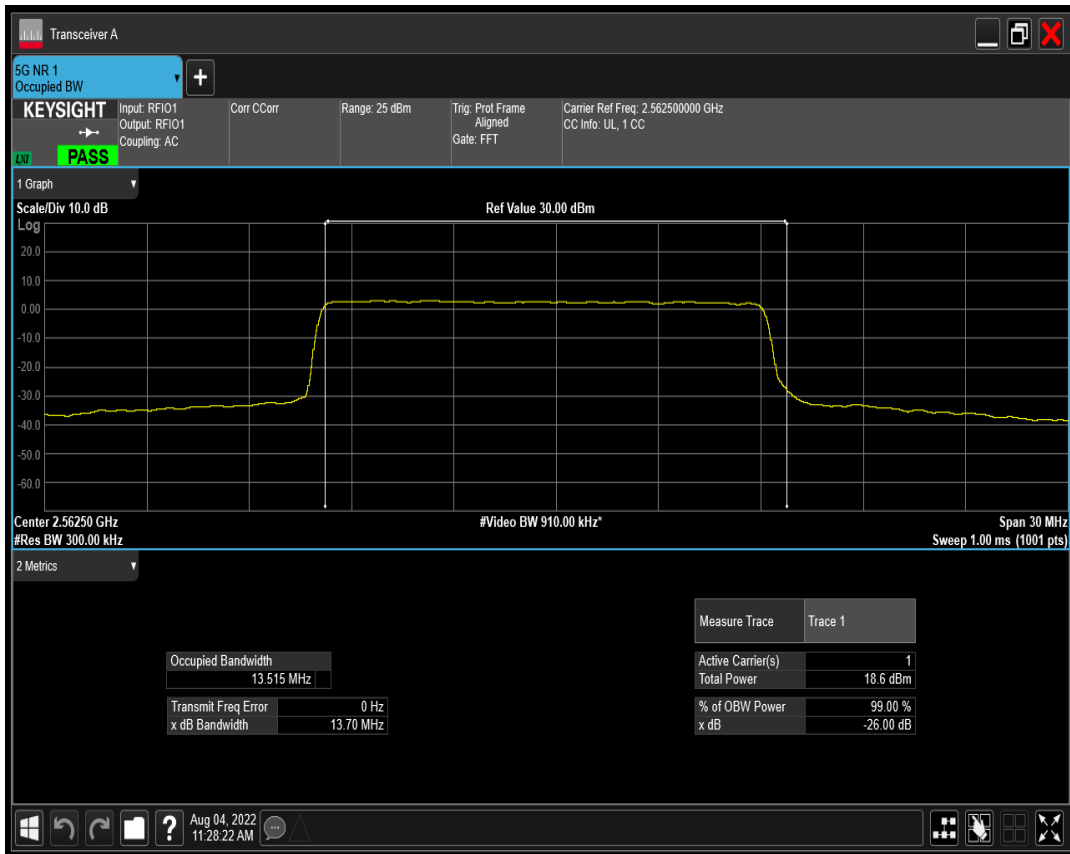 Transceiver A
5G NR 1
Occupied BW
+
KEYSIGHT
LXI
PASS
Input: RFIO1
Output: RFIO1
Coupling: AC
Corr CCorr
Range: 25 dBm
Trig: Prot Frame
Aligned
Gate: FFT
Carrier Ref Freq: 2.562500000 GHz
CC Info: UL, 1 CC
1 Graph
Scale/Div 10.0 dB
Ref Value 30.00 dBm
Log
20.0
10.0
0.00
-10.0
-20.0
-30.0
-40.0
-50.0
-60.0
Center 2.56250 GHz
#Video BW 910.00 kHz*
Span 30 MHz
#Res BW 300.00 kHz
Sweep 1.00 ms (1001 pts)
2 Metrics
Measure Trace Trace 1
Occupied Bandwidth
13.515 MHz
Active Carrier(s) 1
Total Power 18.6 dBm
Transmit Freq Error 0 Hz
x dB Bandwidth 13.70 MHz
% of OBW Power 99.00 %
x dB -26.00 dB
?
Aug 04, 2022
11:28:22 AM